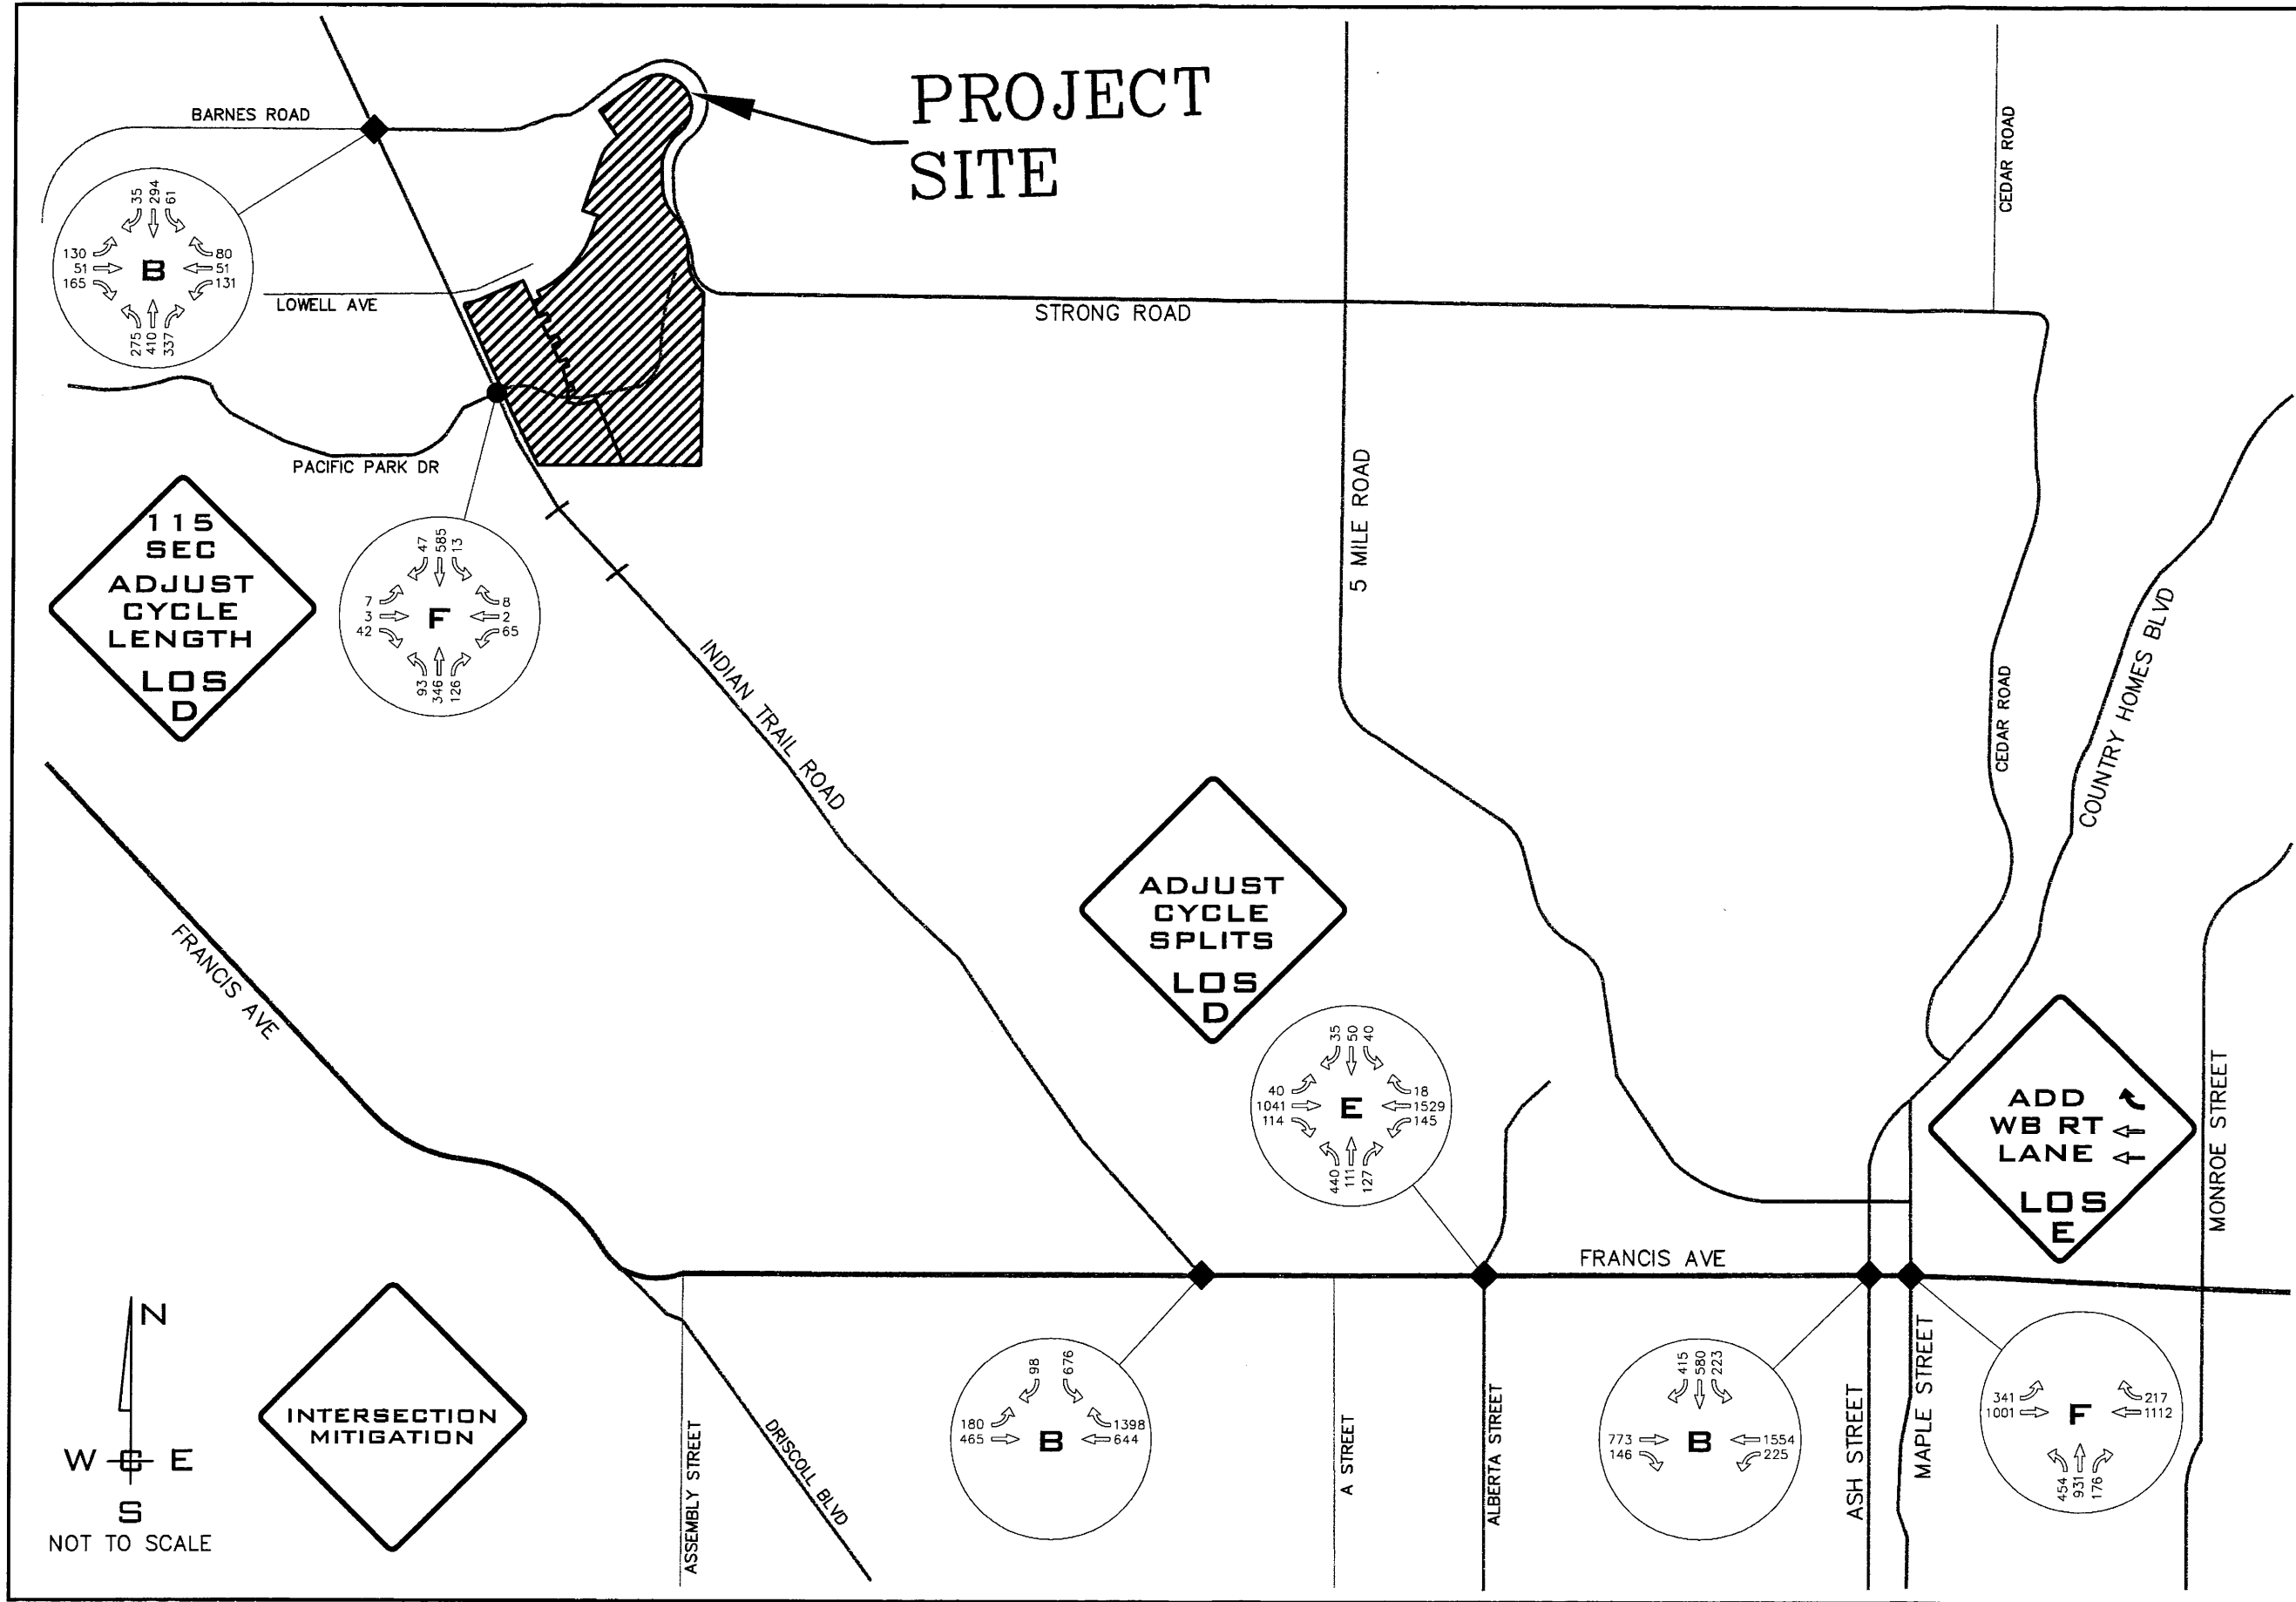 PROJECT
SITE
BARNES ROAD
CEDAR ROAD
35
294
61
130
51
165
B
80
51
131
275
410
337
LOWELL AVE
STRONG ROAD
PACIFIC PARK DR
5 MILE ROAD
115
SEC
ADJUST
CYCLE
LENGTH
LOS
D
47
585
13
7
3
42
F
8
2
65
93
346
126
INDIAN TRAIL ROAD
COUNTRY HOMES BLVD
CEDAR ROAD
FRANCIS AVE
ADJUST
CYCLE
SPLITS
LOS
D
35
50
40
40
1041
114
E
18
1529
145
440
111
127
ADD
WB RT
LANE
LOS
E
MONROE STREET
FRANCIS AVE
N
W E
S
NOT TO SCALE
INTERSECTION
MITIGATION
ASSEMBLY STREET
DRISCOLL BLVD
98
676
180
465
B
1398
644
A STREET
ALBERTA STREET
415
580
223
773
146
B
1554
225
ASH STREET
MAPLE STREET
341
1001
F
217
1112
454
931
176